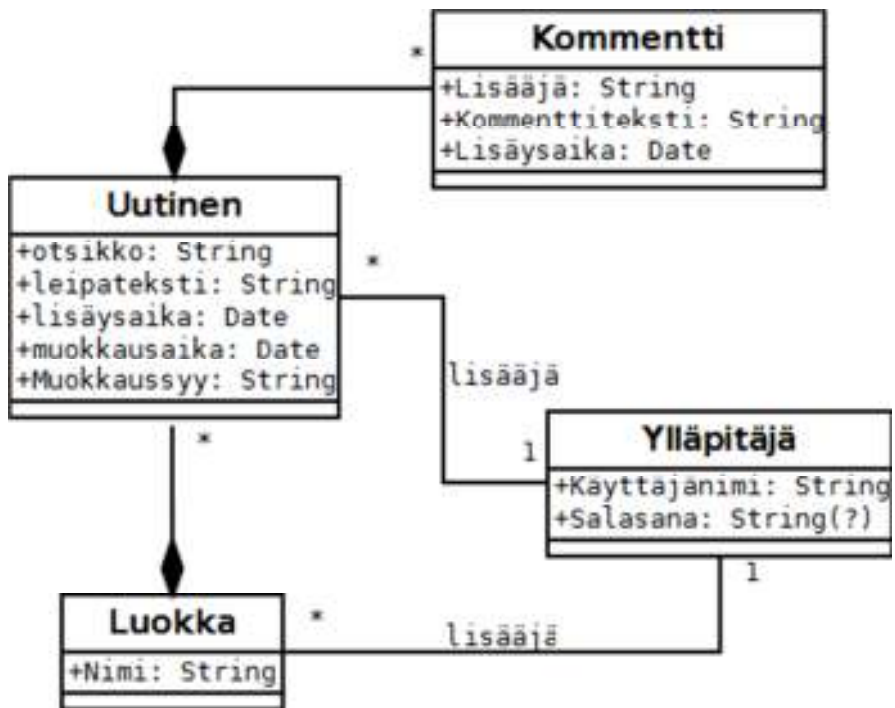 Kommentti
*
+Lisääjä: String
+Kommenttiteksti: String
+Lisäysaika: Date
Uutinen
+otsikko: String
+leipateksti: String
+lisäysaika: Date
+muokkausaika: Date
+Muokkaussyy: String
*
lisääjä
*
1
Ylläpitäjä
+Käyttäjänimi: String
+Salasana: String(?)
1
Luokka
+Nimi: String
*
lisääjä